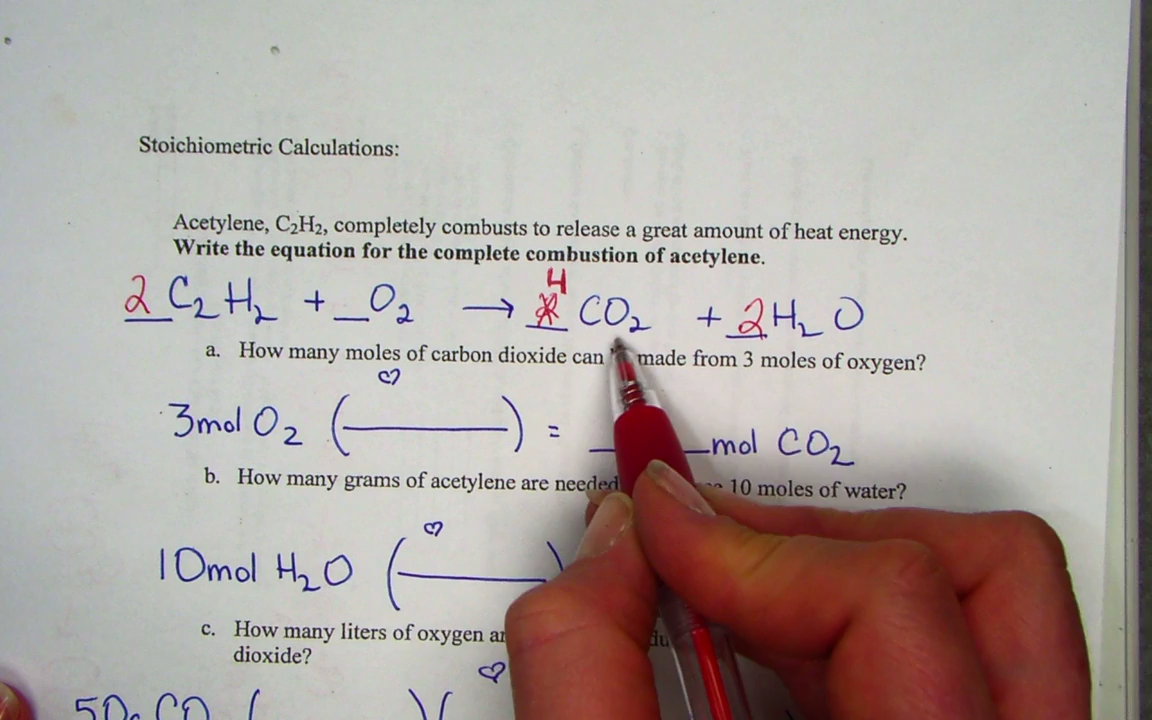 Stoichiometric Calculations:
Acetylene, C₂H₂, completely combusts to release a great amount of heat energy.
Write the equation for the complete combustion of acetylene.
4
2 C₂H₂ + _O₂ → CO₂ + 2 H₂O
a. How many moles of carbon dioxide can made from 3 moles of oxygen?
♡
3mol O₂ (———) = ___mol CO₂
b. How many grams of acetylene are needed 10 moles of water?
♡
10mol H₂O (———)
c. How many liters of oxygen
dioxide?
♡
50g CO ( )(